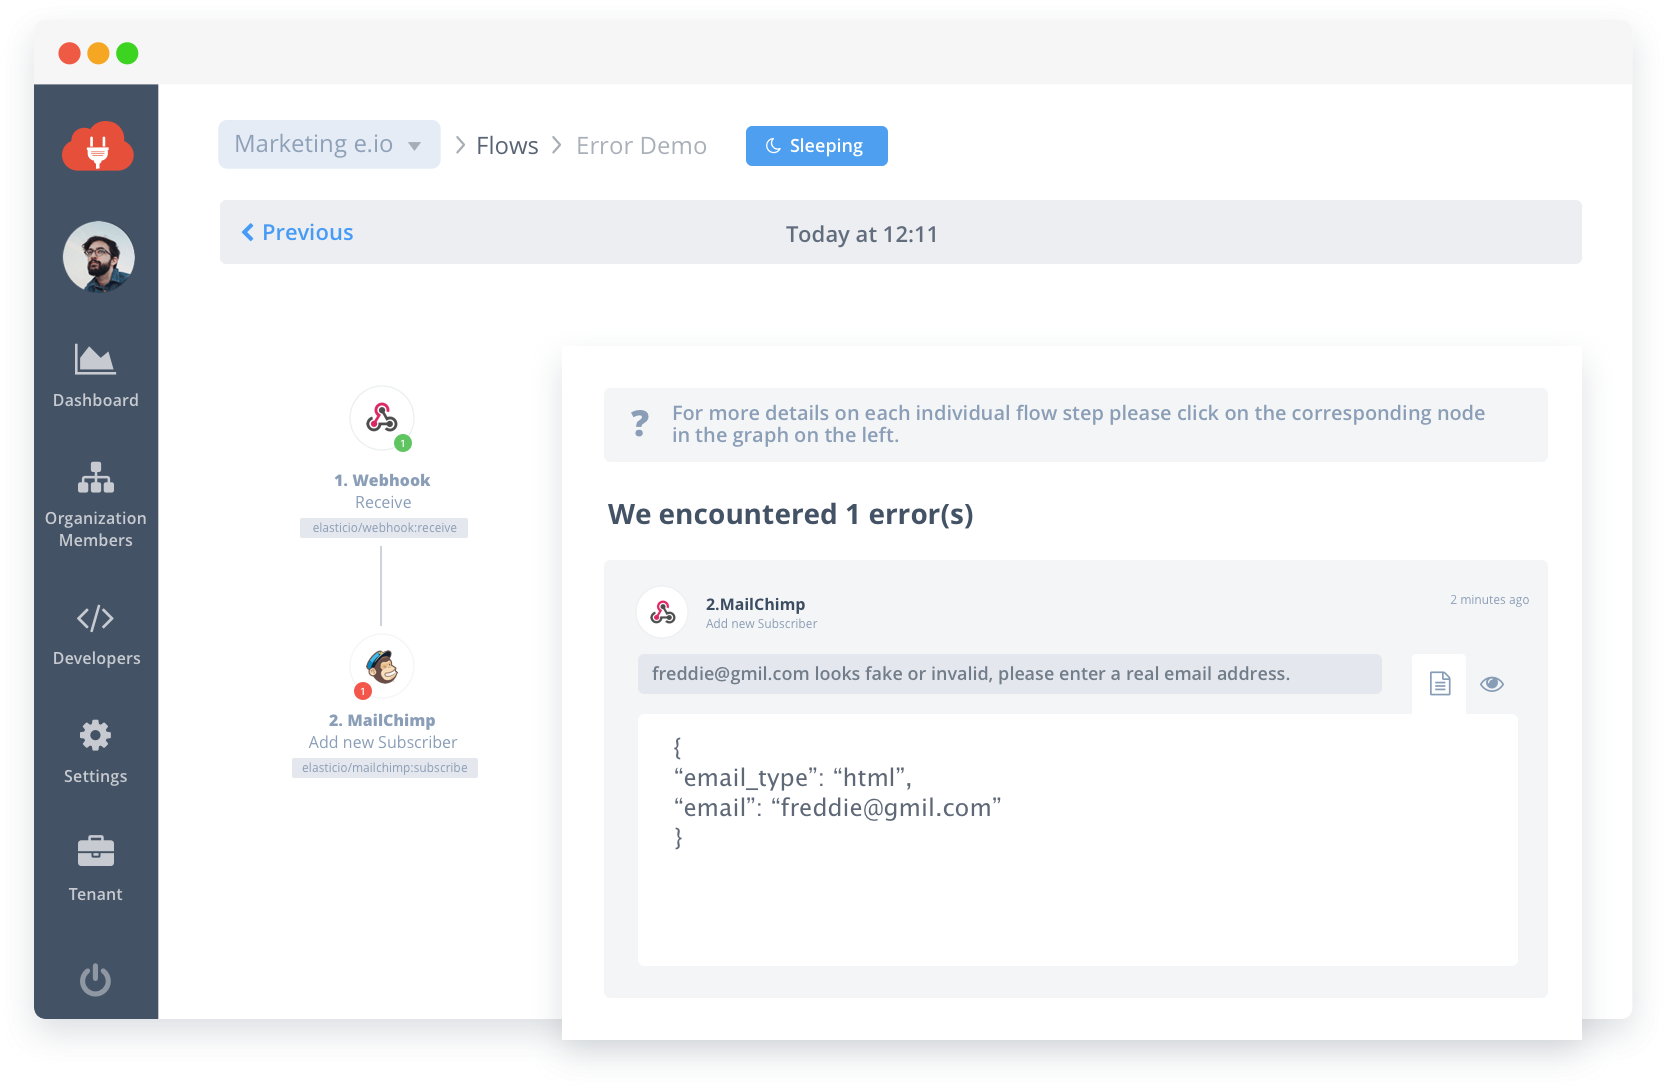 Marketing e.io
Flows
Error Demo
Sleeping
Previous
Today at 12:11
Dashboard
Organization
Members
Developers
Settings
Tenant
1
1. Webhook
Receive
elasticio/webhook:receive
1
2. MailChimp
Add new Subscriber
elasticio/mailchimp:subscribe
?
For more details on each individual flow step please click on the corresponding node
in the graph on the left.
We encountered 1 error(s)
2.MailChimp
Add new Subscriber
2 minutes ago
freddie@gmil.com looks fake or invalid, please enter a real email address.
{
“email_type”: “html”,
“email”: “freddie@gmil.com”
}